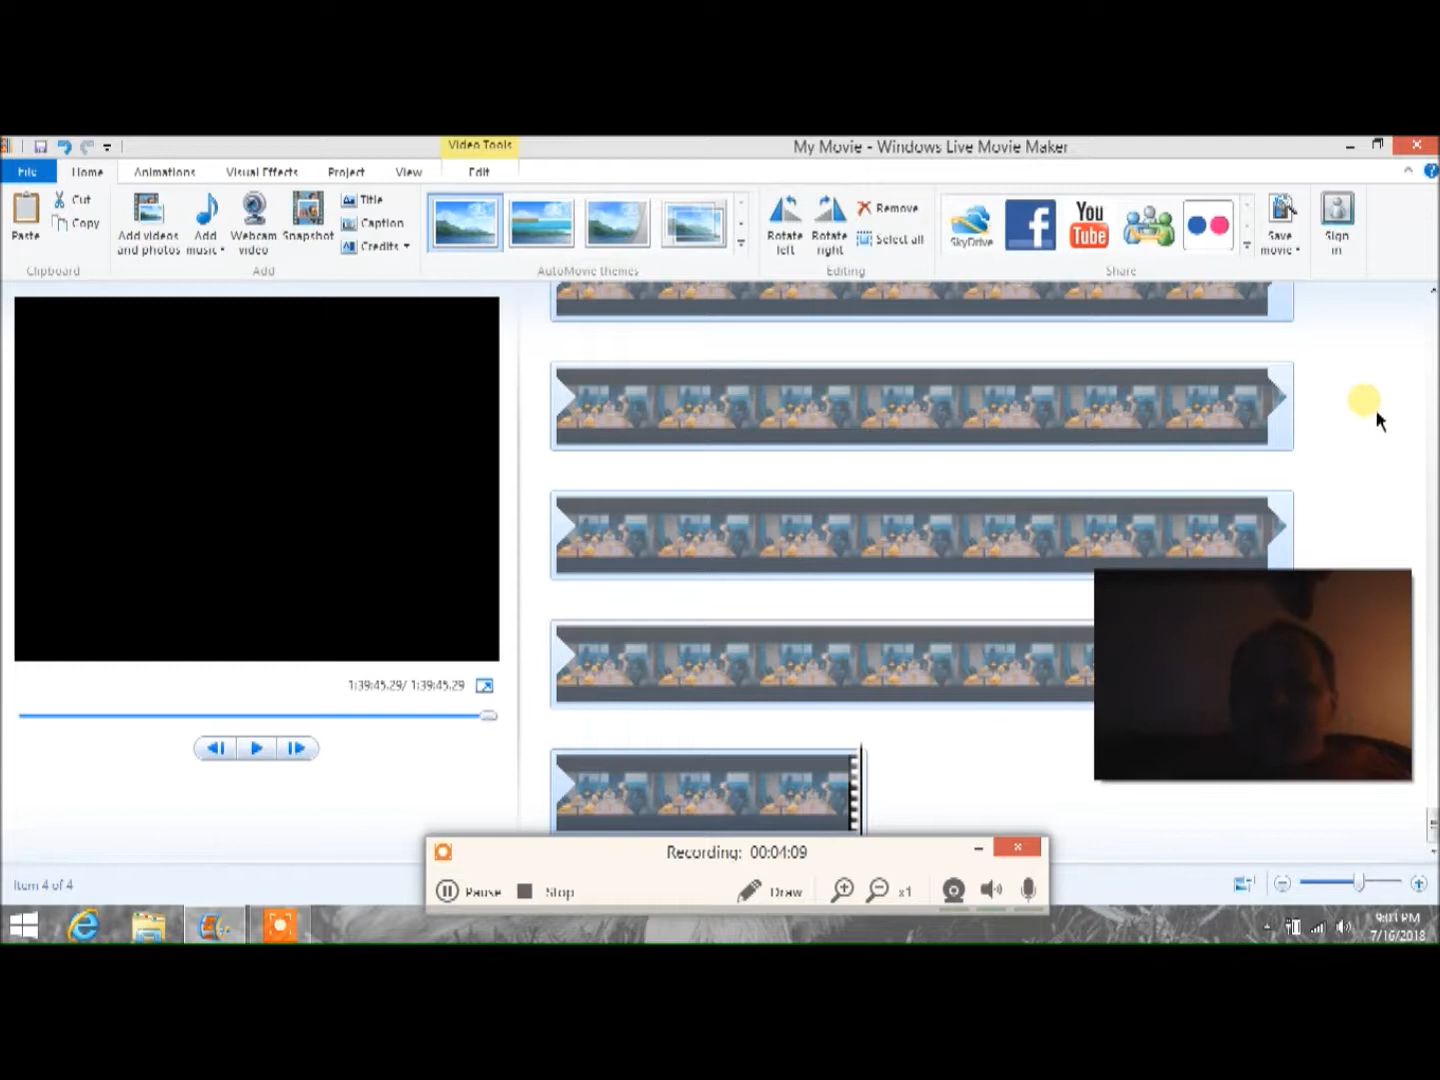 Video Tools
My Movie - Windows Live Movie Maker
File Home Animations Visual Effects Project View Edit
Paste
Cut
Copy
Clipboard
Add videos
and photos
Add
music
Webcam
video
Snapshot
Title
Caption
Credits
Add
AutoMovie themes
Rotate
left
Rotate
right
Remove
Select all
Editing
SkyDrive
You
Tube
Share
Save
movie
Sign
in
1:39:45.29/ 1:39:45.29
Recording: 00:04:09
Pause Stop Draw x1
Item 4 of 4
9:03 PM
7/16/2018